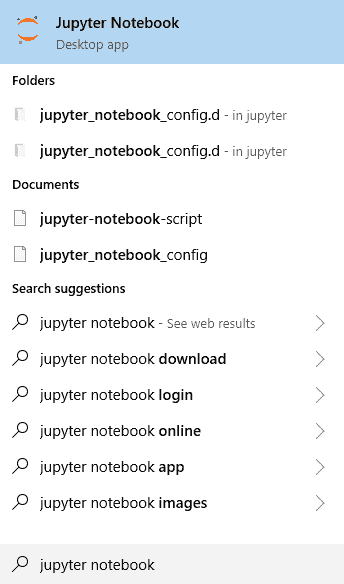 Jupyter Notebook
Desktop app
Folders
jupyter_notebook_config.d - in jupyter
jupyter_notebook_config.d - in jupyter
Documents
jupyter-notebook-script
jupyter_notebook_config
Search suggestions
jupyter notebook - See web results
jupyter notebook download
jupyter notebook login
jupyter notebook online
jupyter notebook app
jupyter notebook images
jupyter notebook